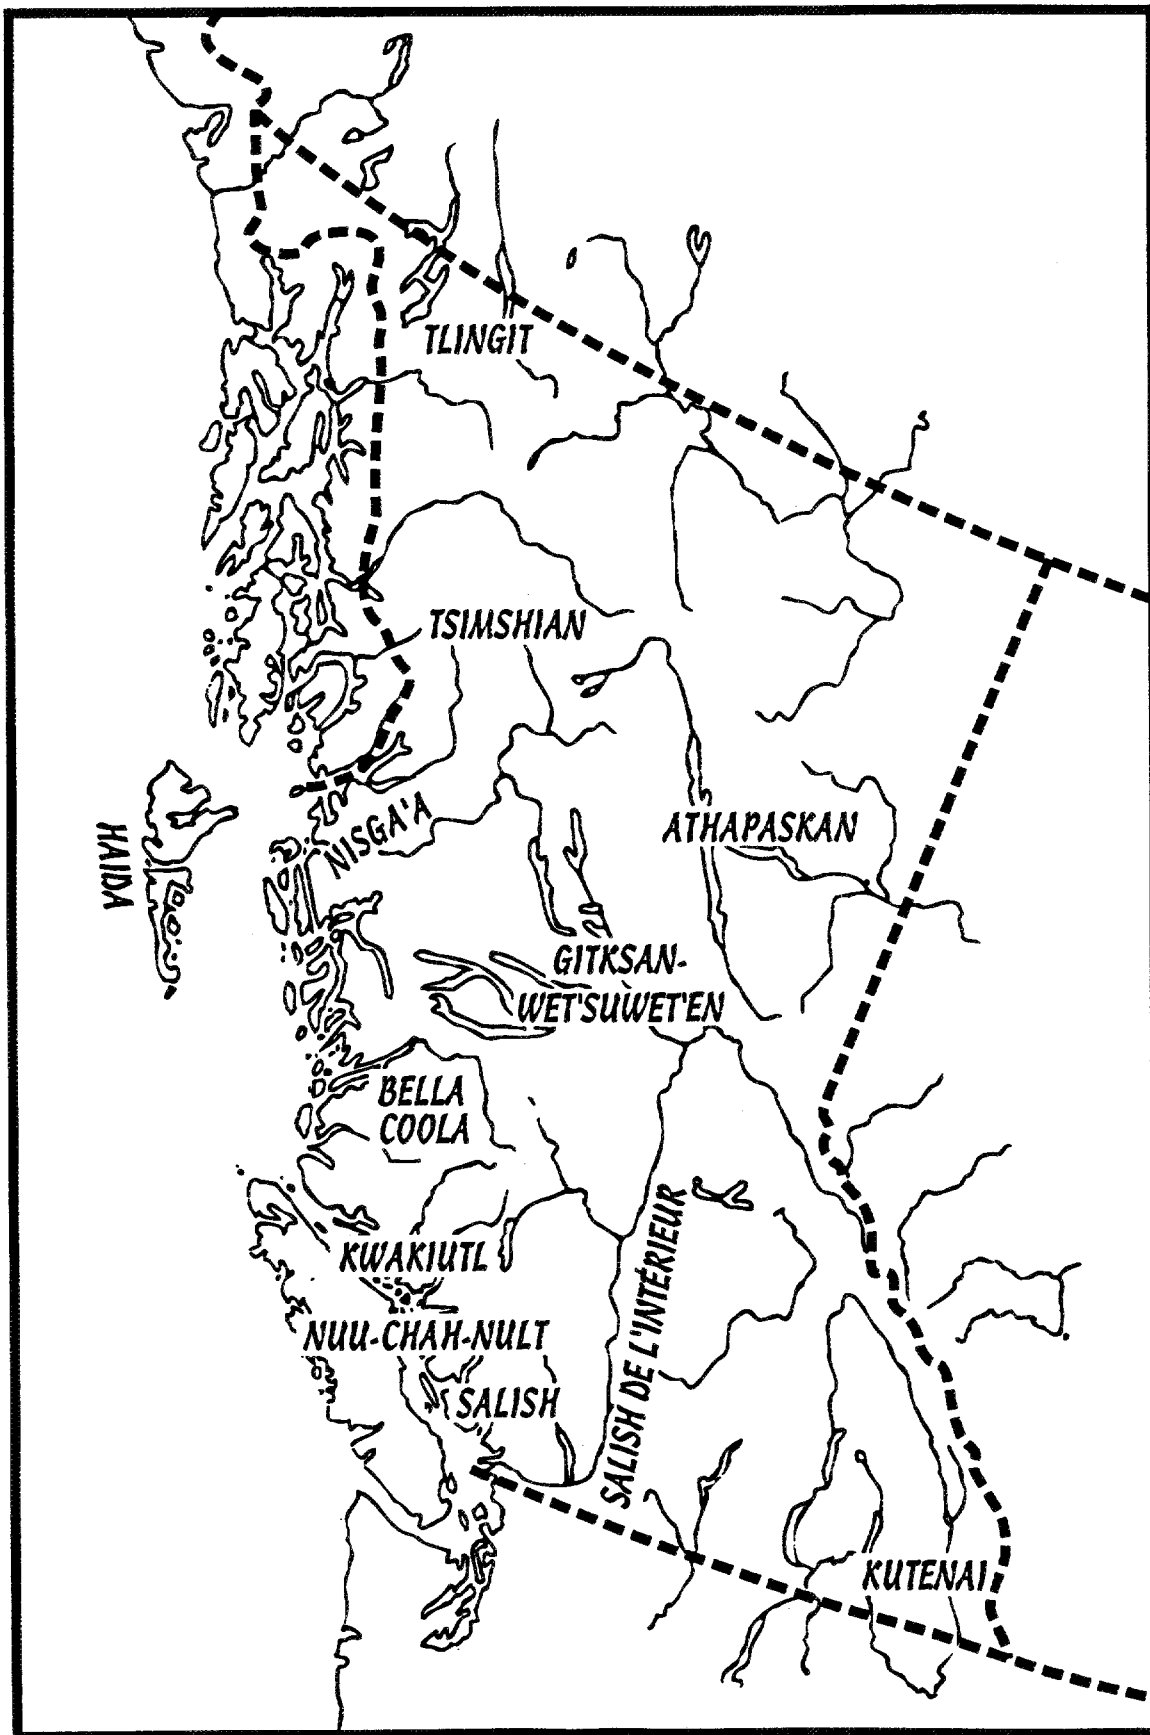 TLINGIT
TSIMSHIAN
HAIDA
NISGA'A
ATHAPASKAN
GITKSAN-
WET'SUWET'EN
BELLA
COOLA
KWAKIUTL
NUU-CHAH-NULT
SALISH
SALISH DE L'INTÉRIEUR
KUTENAI